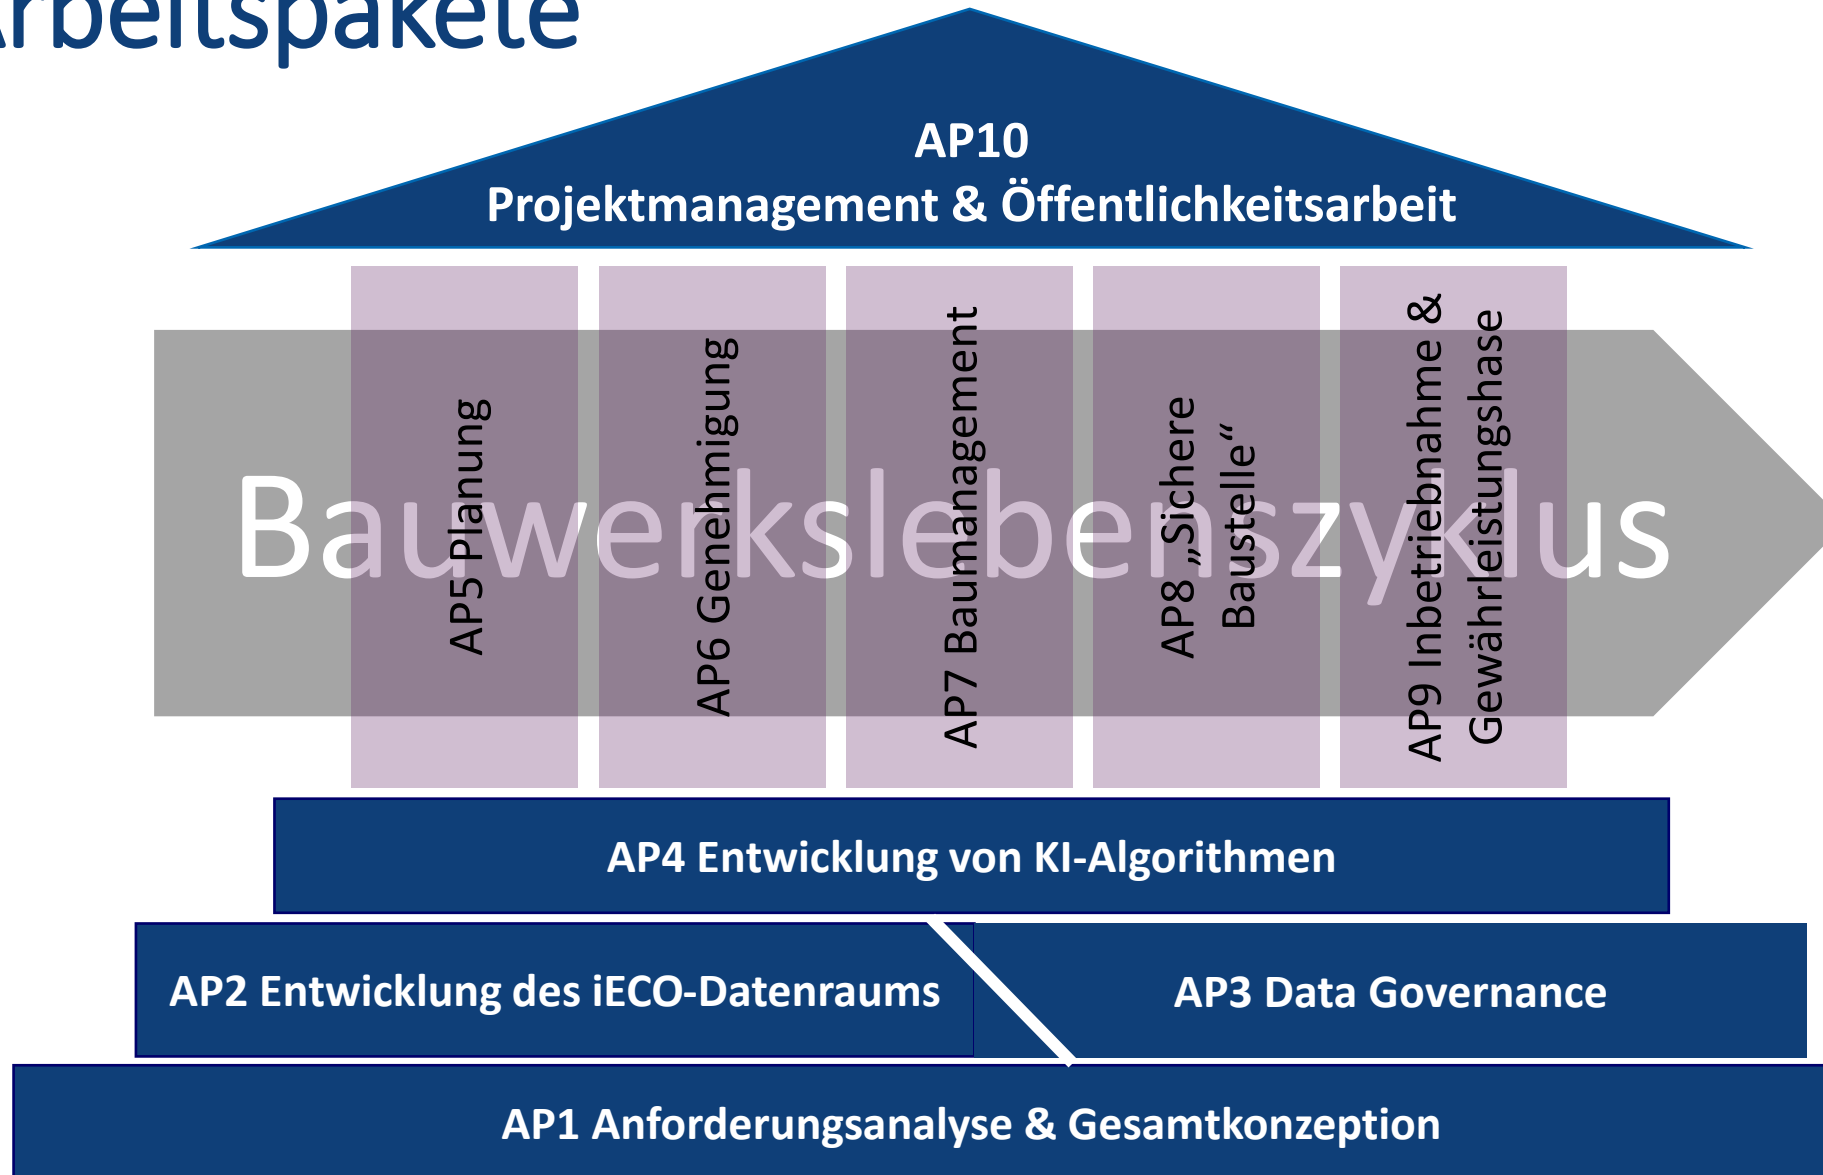 Arbeitspakete
AP10
Projektmanagement & Öffentlichkeitsarbeit
Bauwerkslebenszyklus
AP5 Planung
AP6 Genehmigung
AP7 Baumanagement
AP8 „Sichere
Baustelle“
AP9 Inbetriebnahme &
Gewährleistungshase
AP4 Entwicklung von KI-Algorithmen
AP2 Entwicklung des iECO-Datenraums
AP3 Data Governance
AP1 Anforderungsanalyse & Gesamtkonzeption